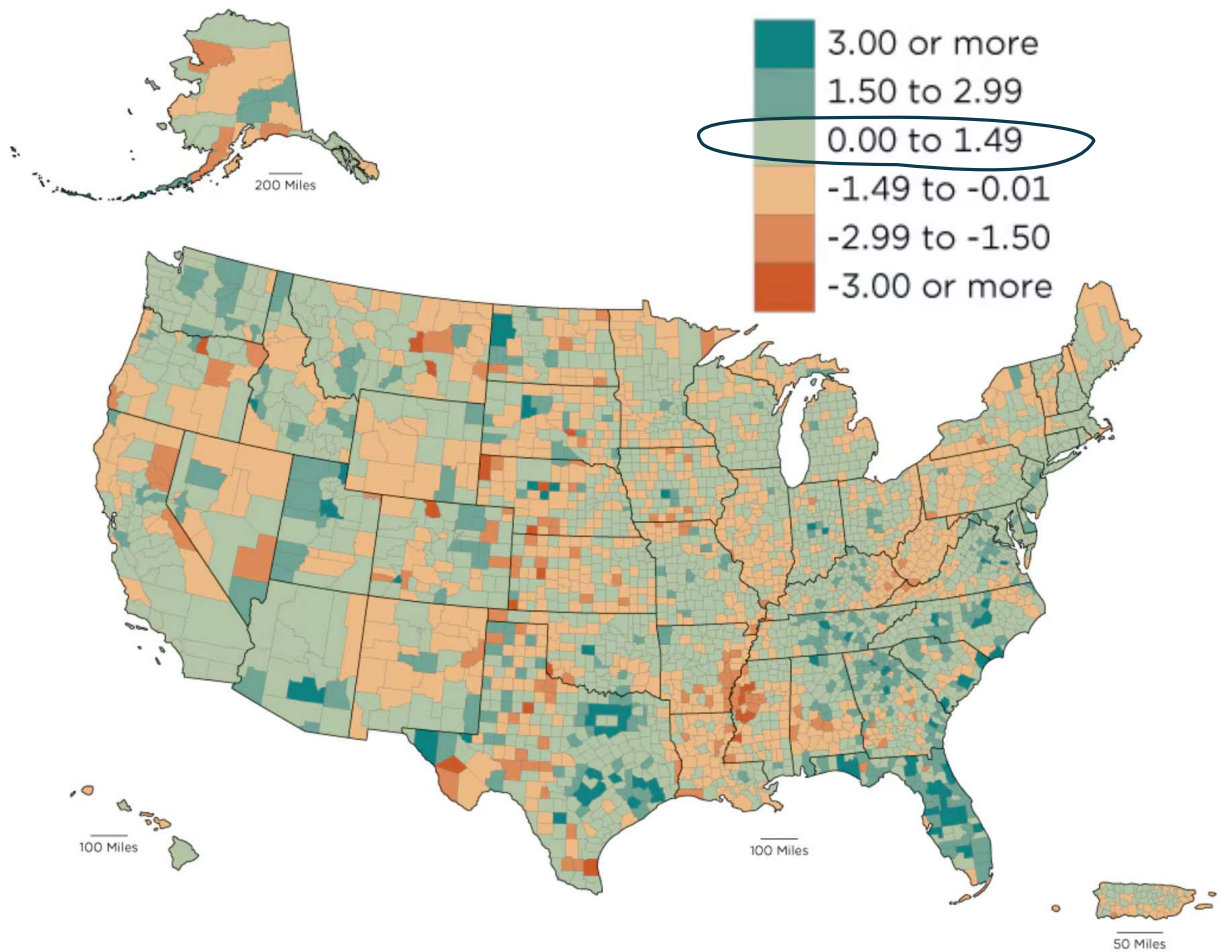 3.00 or more
1.50 to 2.99
0.00 to 1.49
-1.49 to -0.01
-2.99 to -1.50
-3.00 or more
200 Miles
100 Miles
100 Miles
50 Miles